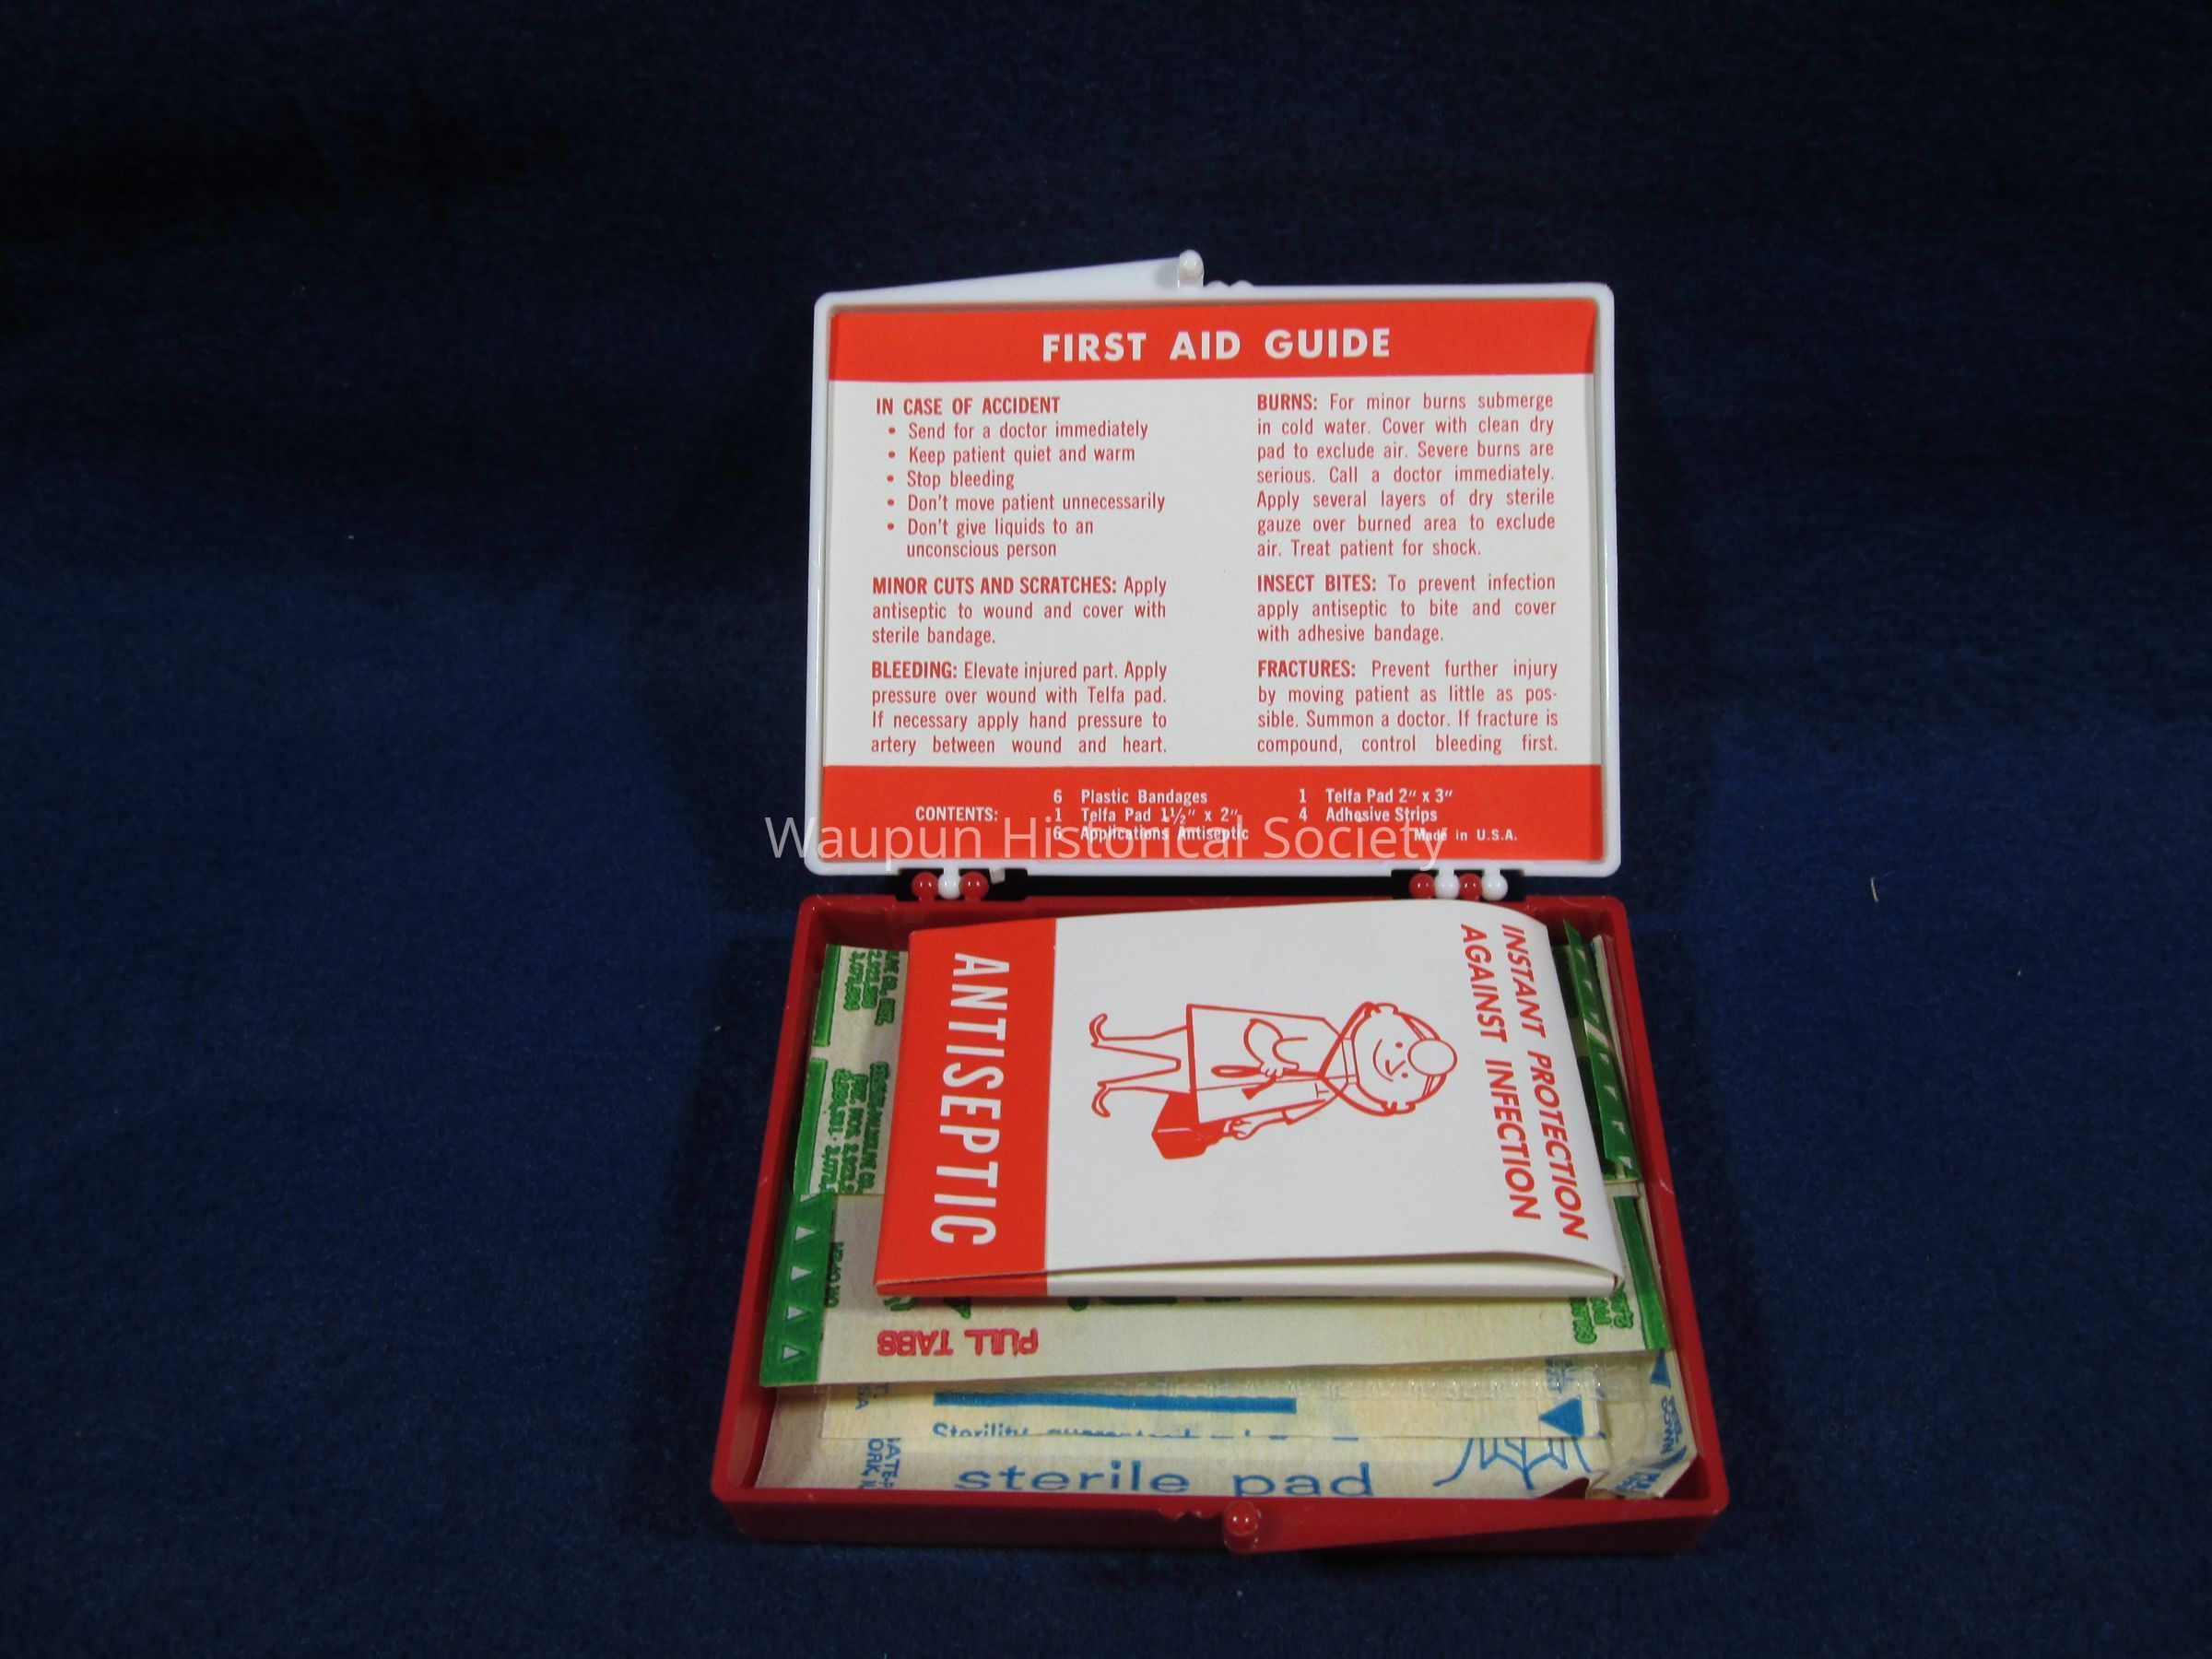 FIRST AID GUIDE
IN CASE OF ACCIDENT
• Send for a doctor immediately
• Keep patient quiet and warm
• Stop bleeding
• Don't move patient unnecessarily
• Don't give liquids to an
unconscious person
MINOR CUTS AND SCRATCHES: Apply
antiseptic to wound and cover with
sterile bandage.
BLEEDING: Elevate injured part. Apply
pressure over wound with Telfa pad.
If necessary apply hand pressure to
artery between wound and heart.
BURNS: For minor burns submerge
in cold water. Cover with clean dry
pad to exclude air. Severe burns are
serious. Call a doctor immediately.
Apply several layers of dry sterile
gauze over burned area to exclude
air. Treat patient for shock.
INSECT BITES: To prevent infection
apply antiseptic to bite and cover
with adhesive bandage.
FRACTURES: Prevent further injury
by moving patient as little as pos-
sible. Summon a doctor. If fracture is
compound, control bleeding first.
CONTENTS:
6 Plastic Bandages
1 Telfa Pad 1½" x 2"
6 Applications Antiseptic
1 Telfa Pad 2" x 3"
4 Adhesive Strips
Made in U.S.A.
Waupun Historical Society
INSTANT PROTECTION
AGAINST INFECTION
ANTISEPTIC
PULL TABS
Sterility
sterile pad